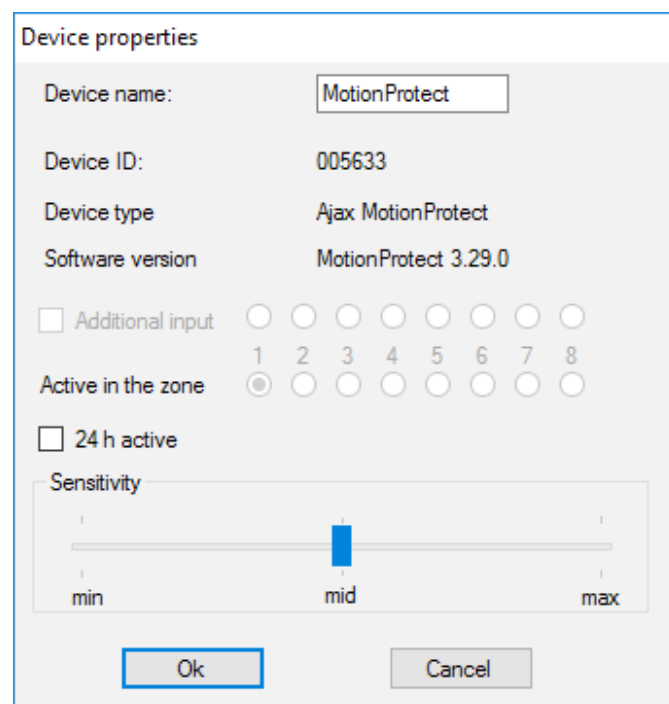 Device properties
Device name: MotionProtect
Device ID: 005633
Device type Ajax MotionProtect
Software version MotionProtect 3.29.0
Additional input
1 2 3 4 5 6 7 8
Active in the zone
24 h active
Sensitivity
min mid max
Ok Cancel